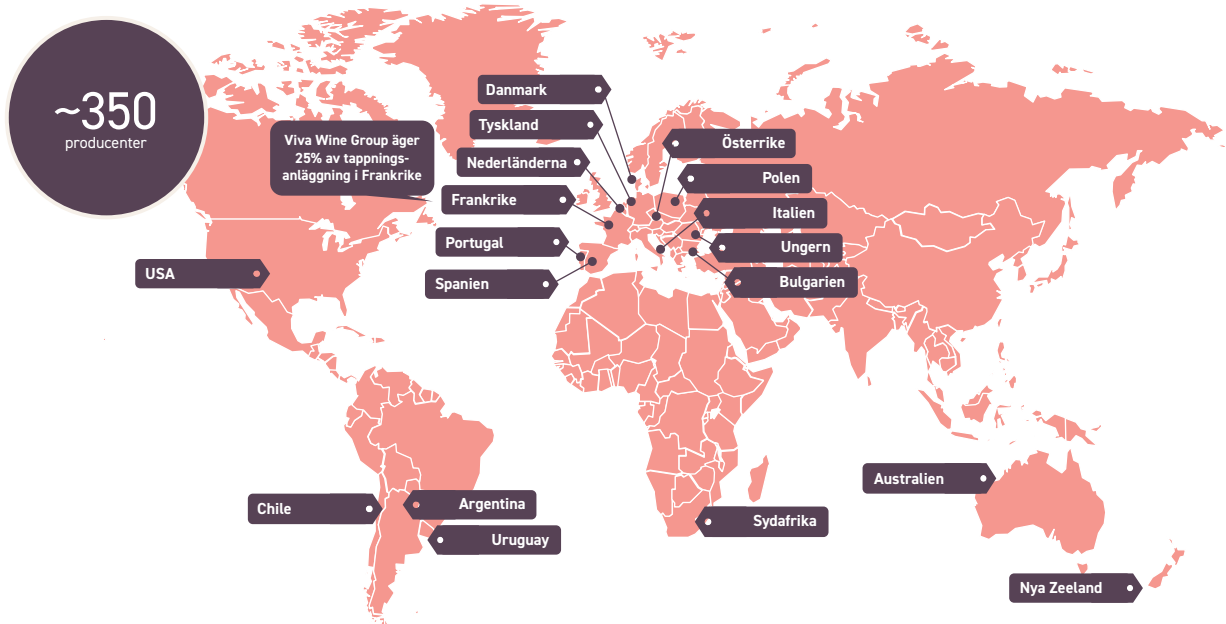 ~350
producenter
Viva Wine Group äger
25% av tappnings-
anläggning i Frankrike
Danmark
Tyskland
Nederländerna
Frankrike
Portugal
Spanien
Österrike
Polen
Italien
Ungern
Bulgarien
USA
Chile
Argentina
Uruguay
Sydafrika
Australien
Nya Zeeland